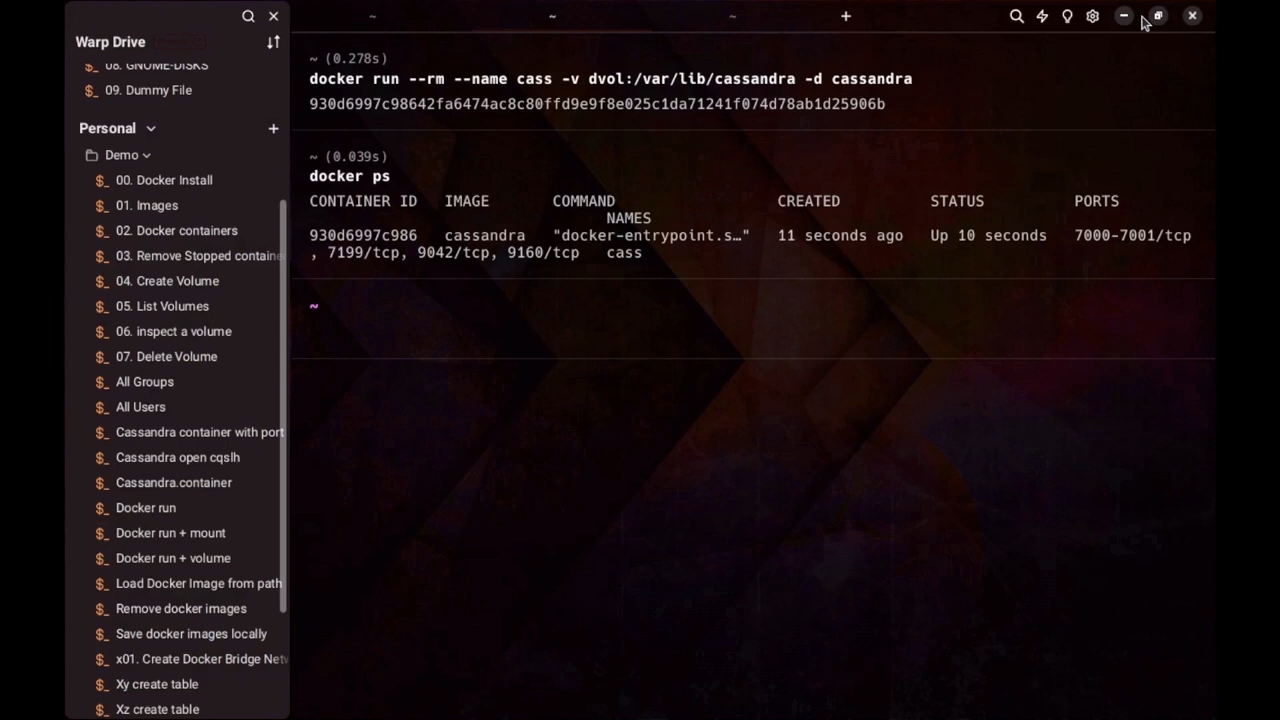 Warp Drive
08. GNOME-DISKS
09. Dummy File
Personal
Demo
$_ 00. Docker Install
$_ 01. Images
$_ 02. Docker containers
$_ 03. Remove Stopped containe
$_ 04. Create Volume
$_ 05. List Volumes
$_ 06. inspect a volume
$_ 07. Delete Volume
$_ All Groups
$_ All Users
$_ Cassandra container with port
$_ Cassandra open cqslh
$_ Cassandra.container
$_ Docker run
$_ Docker run + mount
$_ Docker run + volume
$_ Load Docker Image from path
$_ Remove docker images
$_ Save docker images locally
$_ x01. Create Docker Bridge Netw
$_ Xy create table
$_ Xz create table
~ ~ ~ +
~ (0.278s)
docker run --rm --name cass -v dvol:/var/lib/cassandra -d cassandra
930d6997c98642fa6474ac8c80ffd9e9f8e025c1da71241f074d78ab1d25906b
~ (0.039s)
docker ps
CONTAINER ID IMAGE COMMAND CREATED STATUS PORTS
NAMES
930d6997c986 cassandra "docker-entrypoint.s…" 11 seconds ago Up 10 seconds 7000-7001/tcp
, 7199/tcp, 9042/tcp, 9160/tcp cass
~